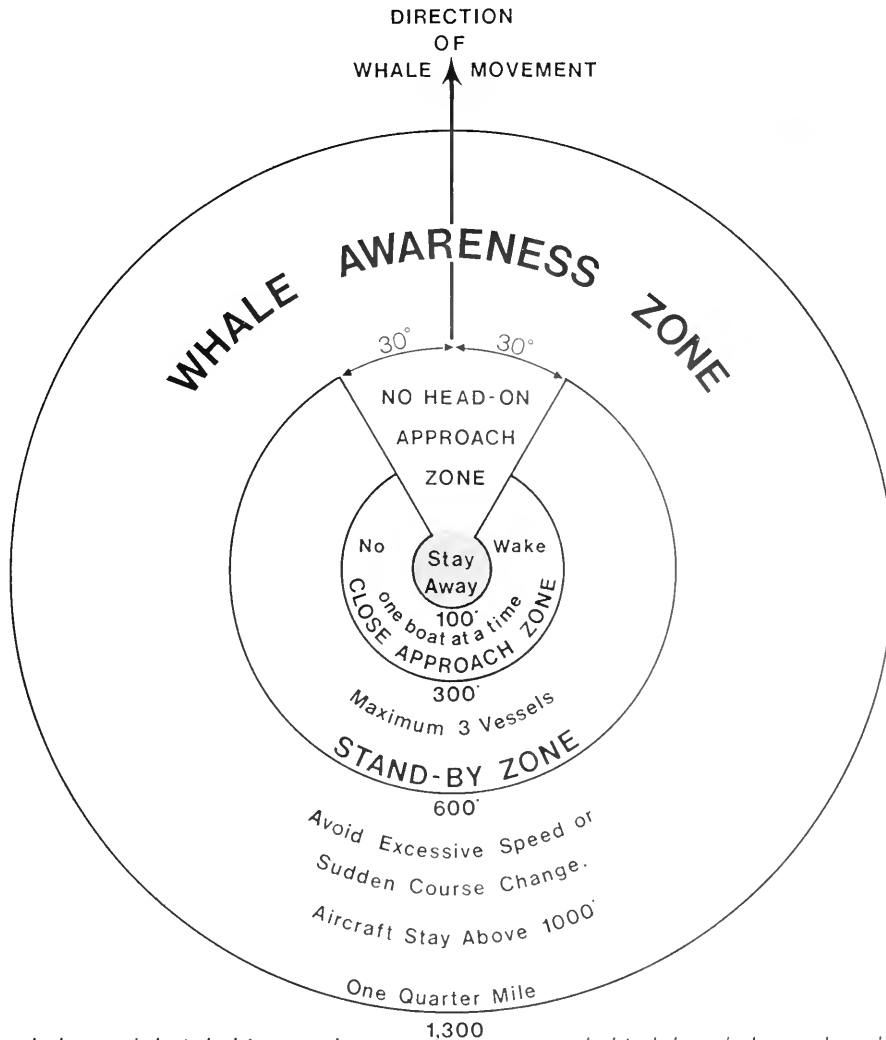 DIRECTION
OF
WHALE MOVEMENT
WHALE AWARENESS ZONE
30° 30°
NO HEAD-ON
APPROACH
ZONE
No Wake
Stay
Away
100'
one boat at a time
CLOSE APPROACH ZONE
300'
Maximum 3 Vessels
STAND-BY ZONE
600'
Avoid Excessive Speed or
Sudden Course Change.
Aircraft Stay Above 1000'
One Quarter Mile
1,300